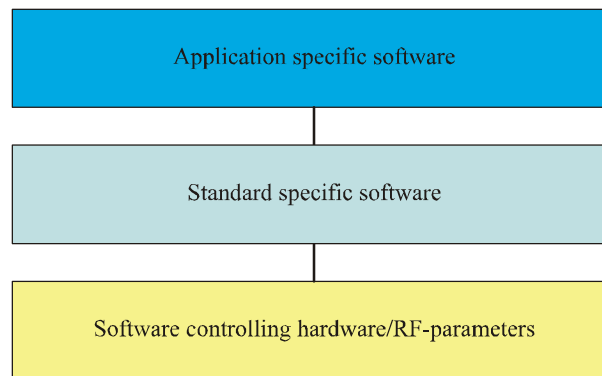 Application specific software
Standard specific software
Software controlling hardware/RF-parameters